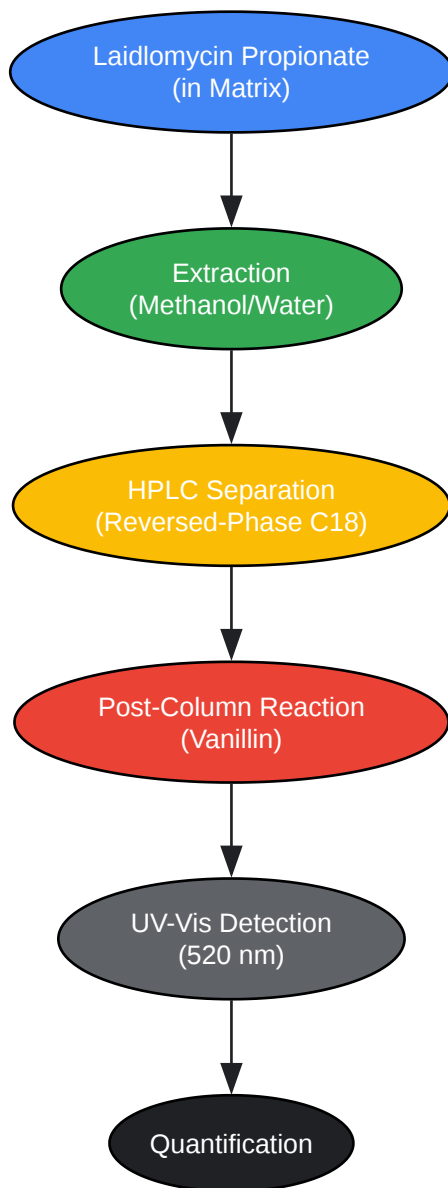 Laidlomycin Propionate
(in Matrix)
Extraction
(Methanol/Water)
HPLC Separation
(Reversed-Phase C18)
Post-Column Reaction
(Vanillin)
UV-Vis Detection
(520 nm)
Quantification